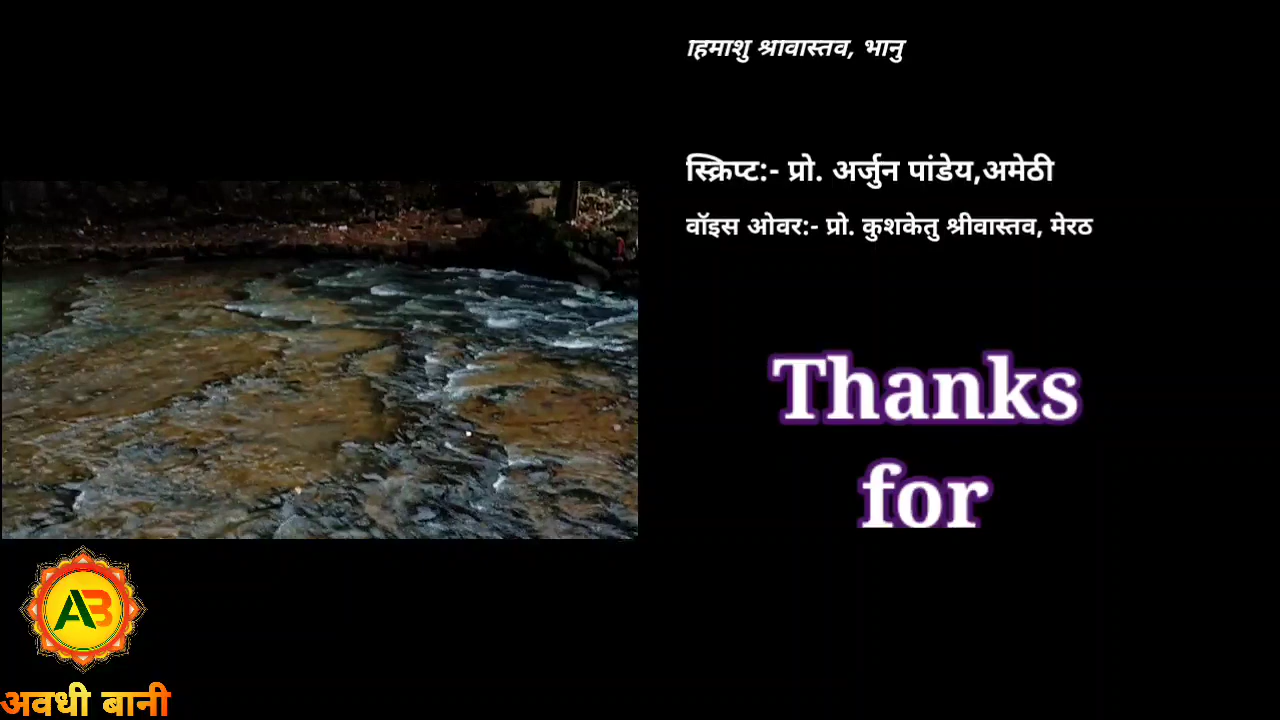 हिमांशु श्रीवास्तव, भानु
स्क्रिप्ट:- प्रो. अर्जुन पांडेय,अमेठी
वॉइस ओवर:- प्रो. कुशकेतु श्रीवास्तव, मेरठ
Thanks
for
AB
अवधी बानी